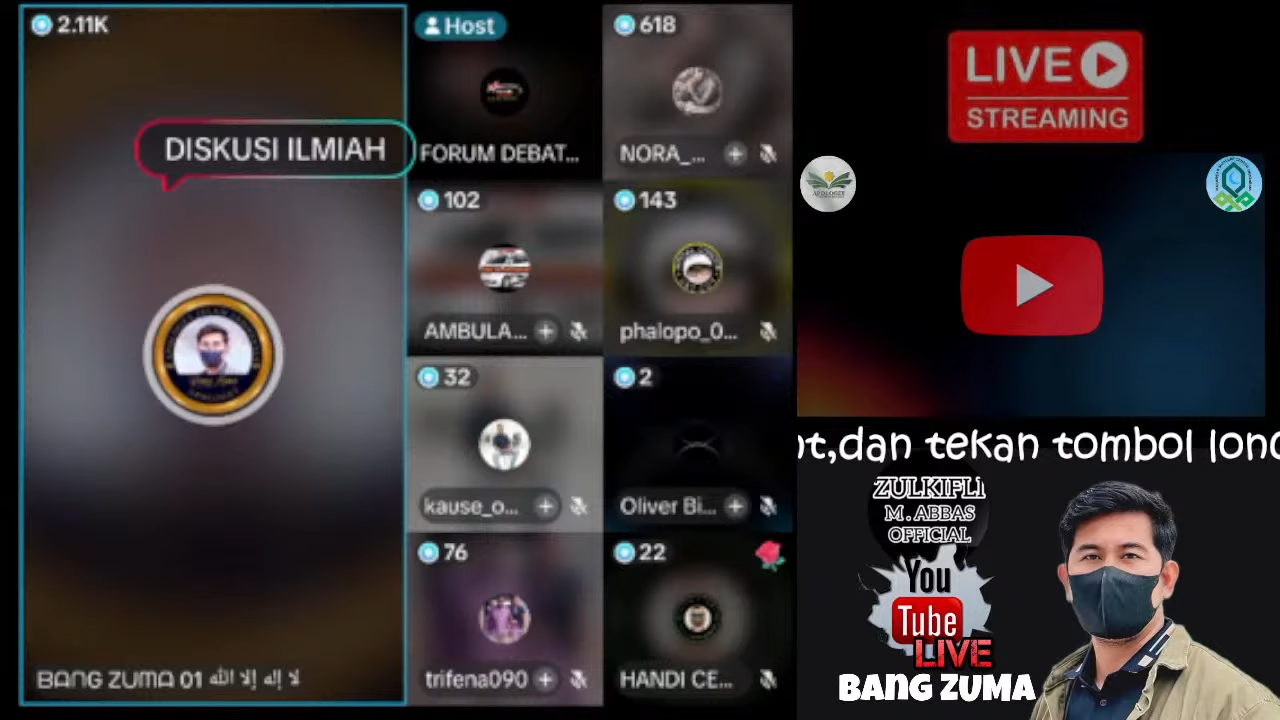 2.11K
DISKUSI ILMIAH
BANG ZUMA 01 لا إله إلا الله
Host
FORUM DEBAT...
618
NORA_...
102
AMBULA...
143
phalopo_0...
32
kause_o...
2
Oliver Bi...
76
trifena090
22
HANDI CE...
LIVE
STREAMING
t,dan tekan tombol lonc
ZULKIFLI
M.ABBAS
OFFICIAL
You
Tube
LIVE
BANG ZUMA